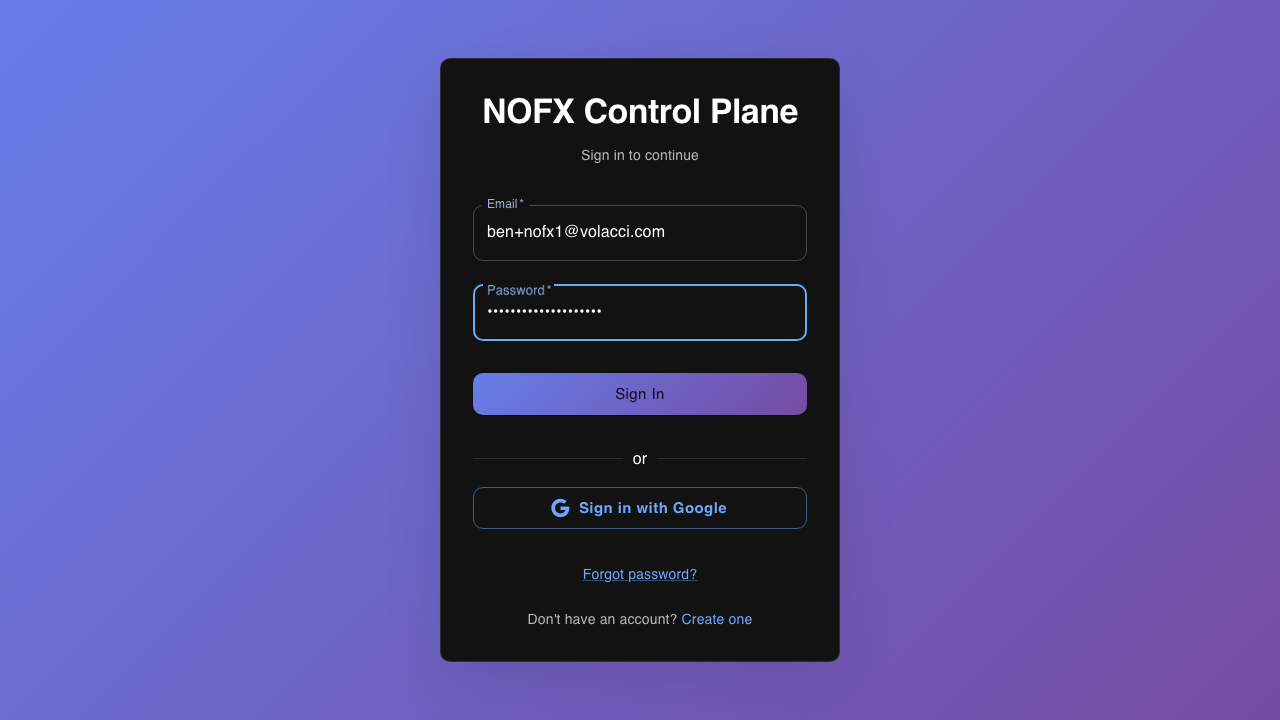 NOFX Control Plane
Sign in to continue
Email *
ben+nofx1@volacci.com
Password *
••••••••••••••••••••
Sign In
or
Sign in with Google
Forgot password?
Don't have an account? Create one